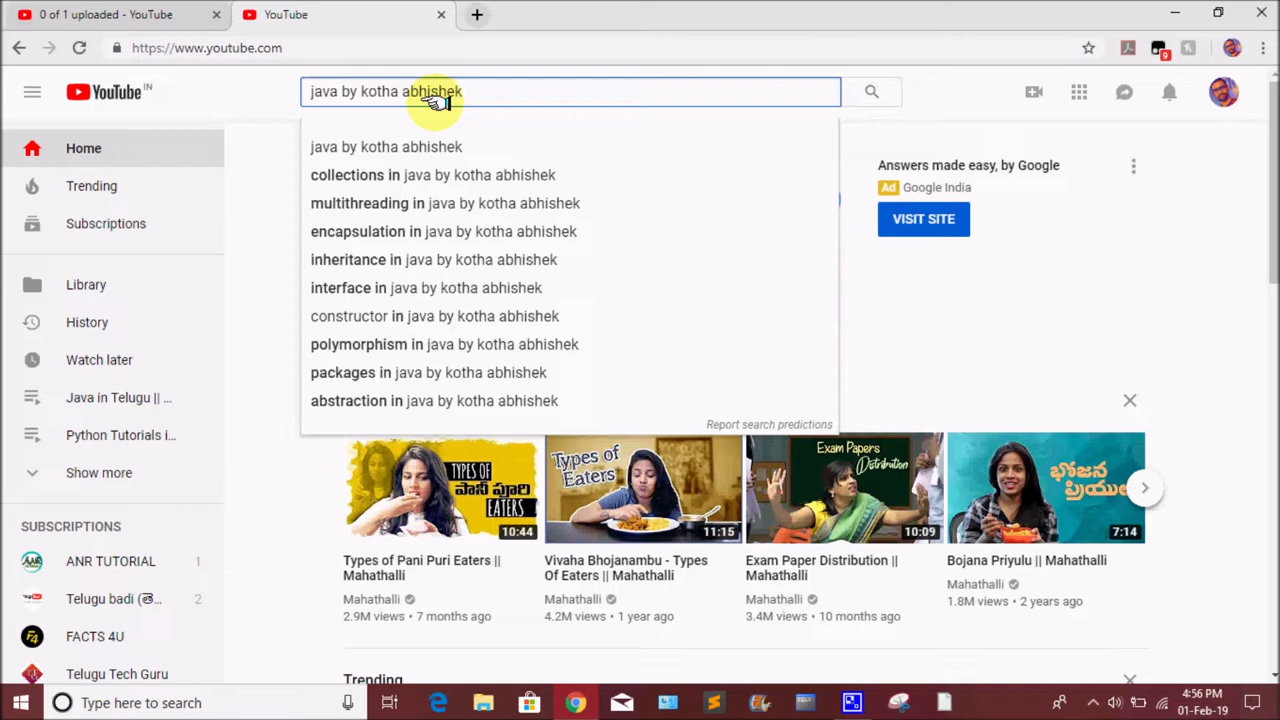 0 of 1 uploaded - YouTube
YouTube
https://www.youtube.com
9
YouTube IN
java by kotha abhishek
java by kotha abhishek
collections in java by kotha abhishek
multithreading in java by kotha abhishek
encapsulation in java by kotha abhishek
inheritance in java by kotha abhishek
interface in java by kotha abhishek
constructor in java by kotha abhishek
polymorphism in java by kotha abhishek
packages in java by kotha abhishek
abstraction in java by kotha abhishek
Report search predictions
Home
Trending
Subscriptions
Library
History
Watch later
Java in Telugu || ...
Python Tutorials i...
Show more
SUBSCRIPTIONS
ANR TUTORIAL 1
Telugu badi (తె... 2
FACTS 4U
Telugu Tech Guru
Answers made easy, by Google
Ad Google India
VISIT SITE
TYPES OF
పానీ పూరి
EATERS
10:44
Types of
Eaters
11:15
Exam Papers
Distribution
10:09
భోజన
ప్రియులు
7:14
Types of Pani Puri Eaters ||
Mahathalli
Mahathalli
2.9M views • 7 months ago
Vivaha Bhojanambu - Types
Of Eaters || Mahathalli
Mahathalli
4.2M views • 1 year ago
Exam Paper Distribution ||
Mahathalli
Mahathalli
3.4M views • 10 months ago
Bojana Priyulu || Mahathalli
Mahathalli
1.8M views • 2 years ago
Trending
Type here to search
4:56 PM
01-Feb-19